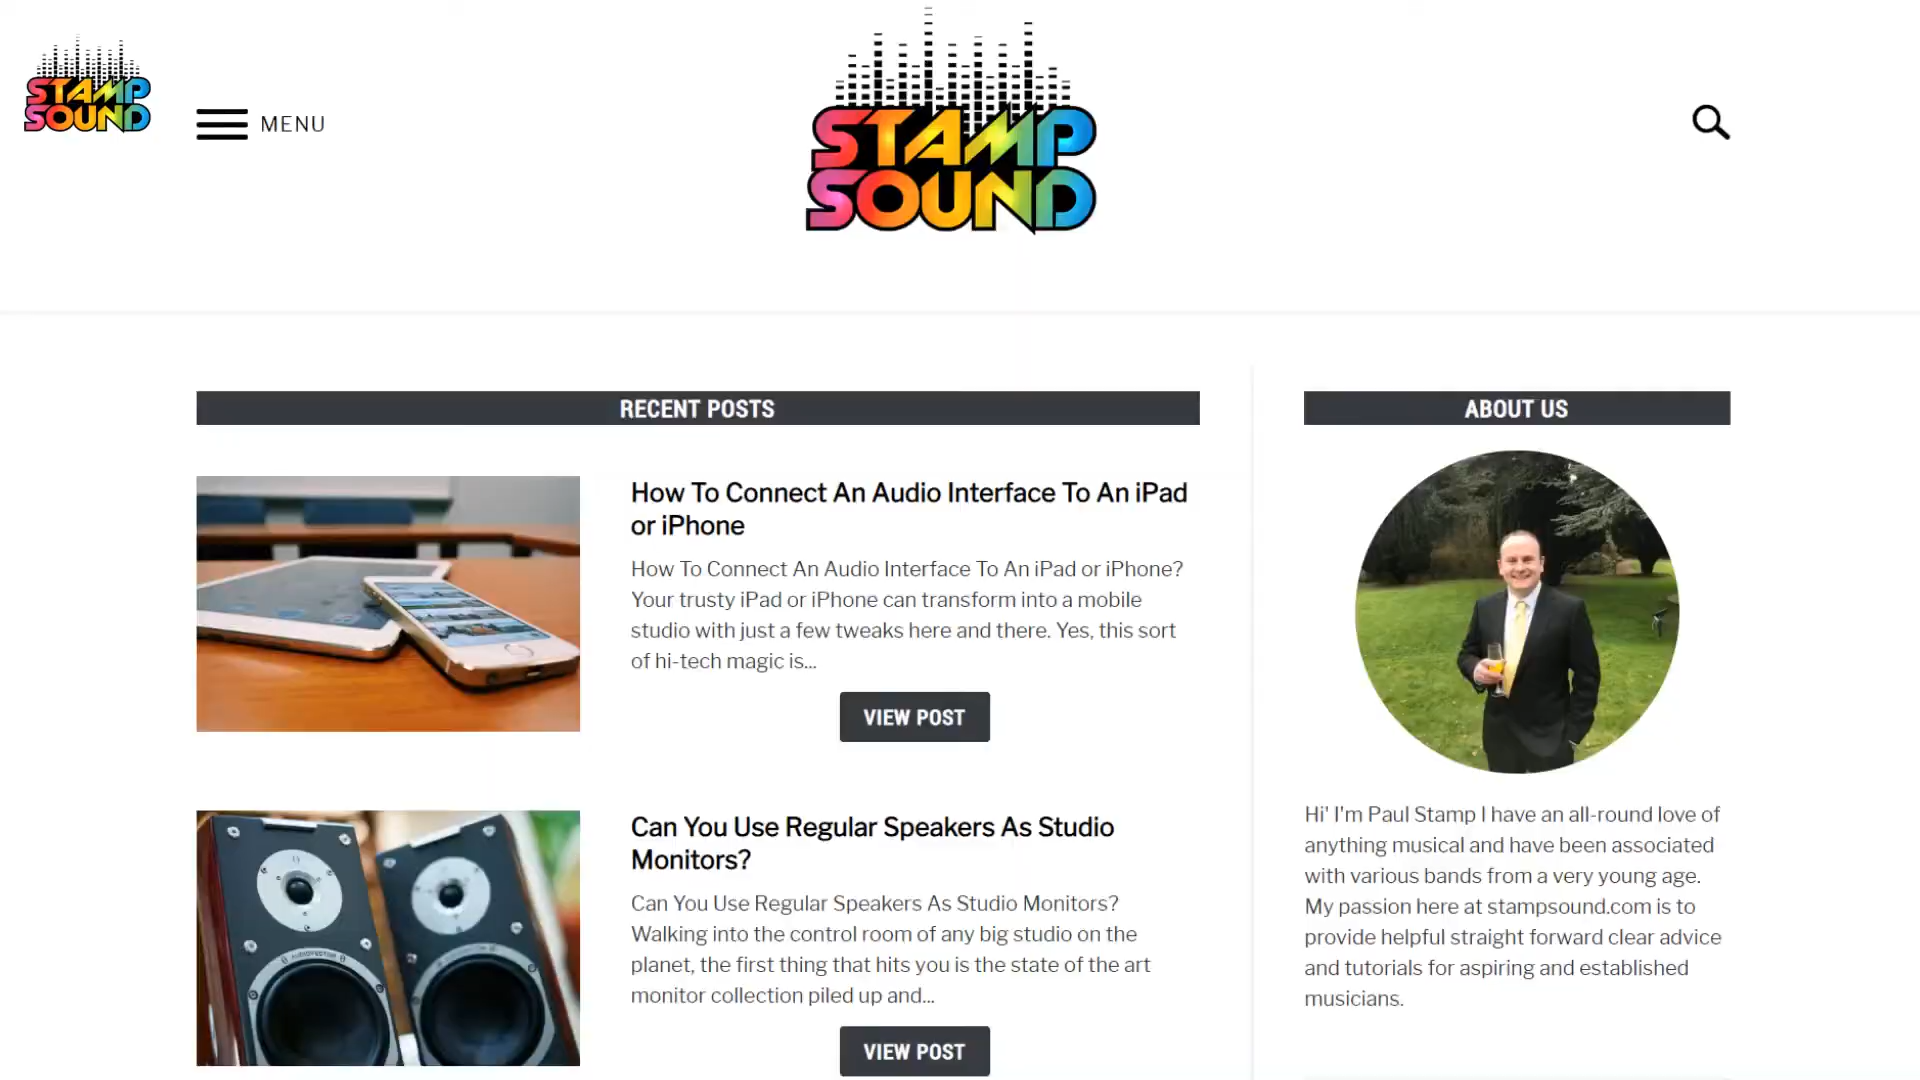 STAMP
SOUND
MENU
STAMP
SOUND
RECENT POSTS
How To Connect An Audio Interface To An iPad
or iPhone
How To Connect An Audio Interface To An iPad or iPhone?
Your trusty iPad or iPhone can transform into a mobile
studio with just a few tweaks here and there. Yes, this sort
of hi-tech magic is...
VIEW POST
Can You Use Regular Speakers As Studio
Monitors?
Can You Use Regular Speakers As Studio Monitors?
Walking into the control room of any big studio on the
planet, the first thing that hits you is the state of the art
monitor collection piled up and...
VIEW POST
ABOUT US
Hi' I'm Paul Stamp I have an all-round love of
anything musical and have been associated
with various bands from a very young age.
My passion here at stampsound.com is to
provide helpful straight forward clear advice
and tutorials for aspiring and established
musicians.